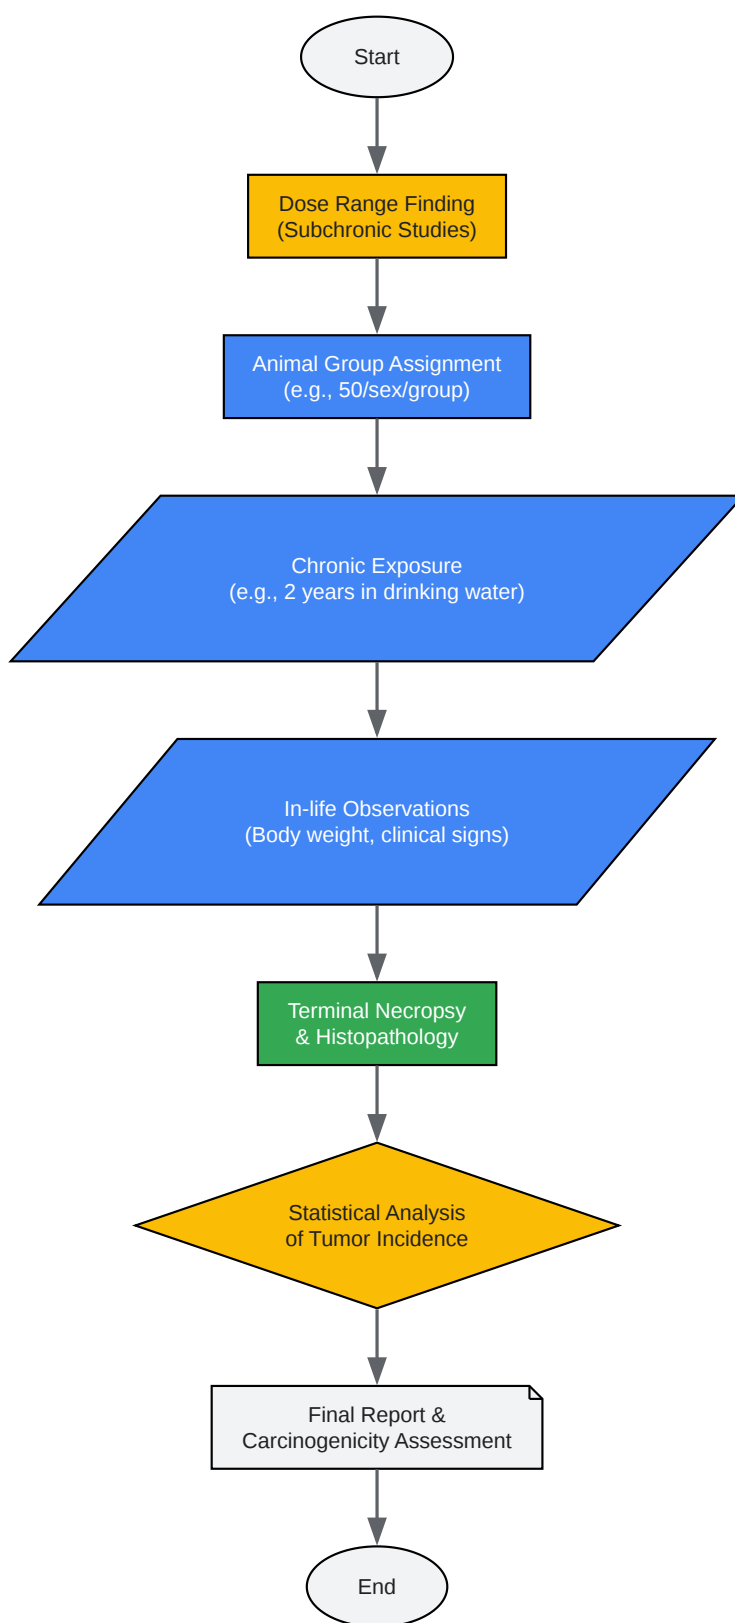 Start
Dose Range Finding
(Subchronic Studies)
Animal Group Assignment
(e.g., 50/sex/group)
Chronic Exposure
(e.g., 2 years in drinking water)
In-life Observations
(Body weight, clinical signs)
Terminal Necropsy
& Histopathology
Statistical Analysis
of Tumor Incidence
Final Report &
Carcinogenicity Assessment
End